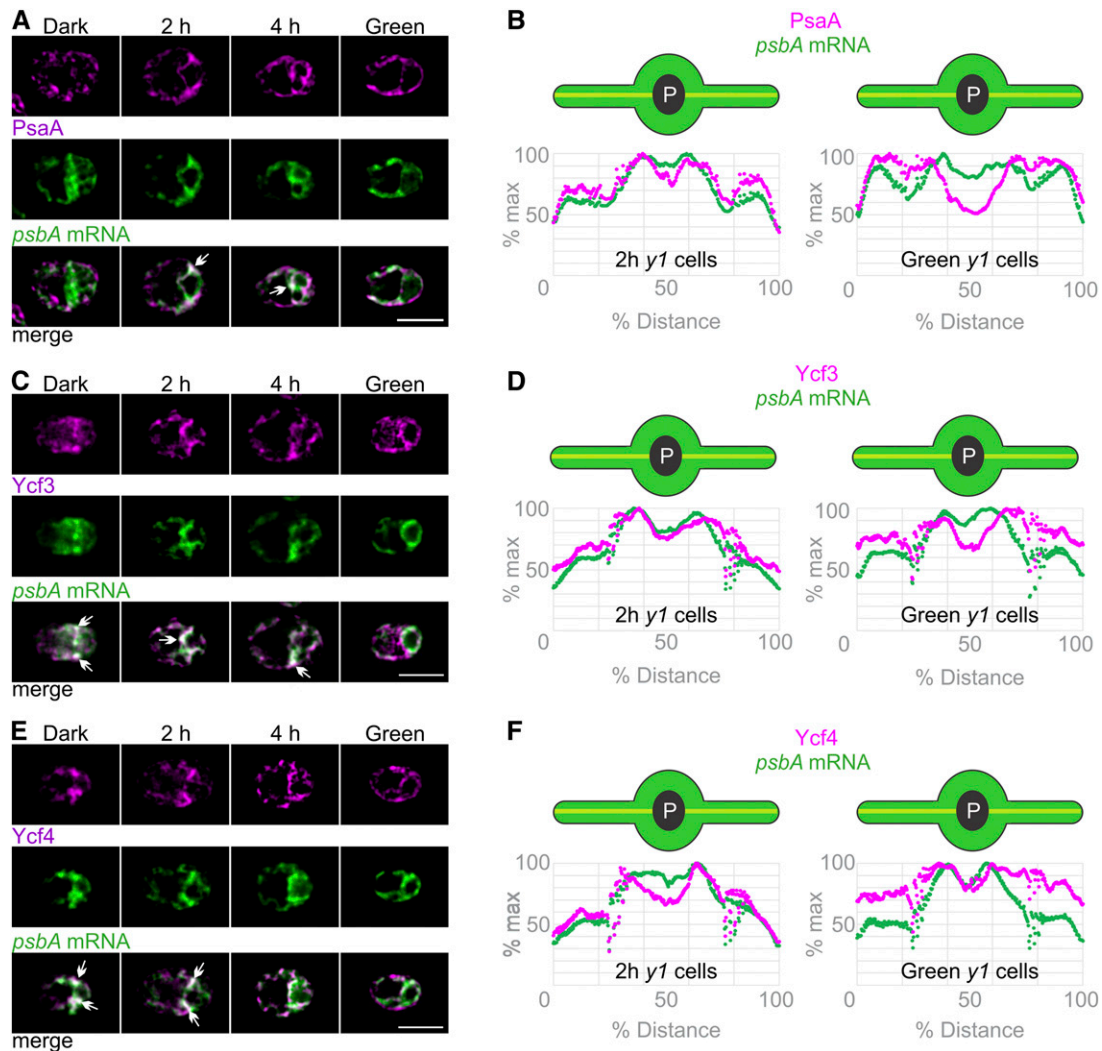 A
Dark 2 h 4 h Green
PsaA
psbA mRNA
merge
B
PsaA
psbA mRNA
P P
100
50
% max
2h y1 cells Green y1 cells
0 50 100 0 50 100
% Distance % Distance
C
Dark 2 h 4 h Green
Ycf3
psbA mRNA
merge
D
Ycf3
psbA mRNA
P P
100 100
50 50
% max % max
2h y1 cells Green y1 cells
0 50 100 0 50 100
% Distance % Distance
E
Dark 2 h 4 h Green
Ycf4
psbA mRNA
merge
F
Ycf4
psbA mRNA
P P
100 100
50 50
% max % max
2h y1 cells Green y1 cells
0 50 100 0 50 100
% Distance % Distance